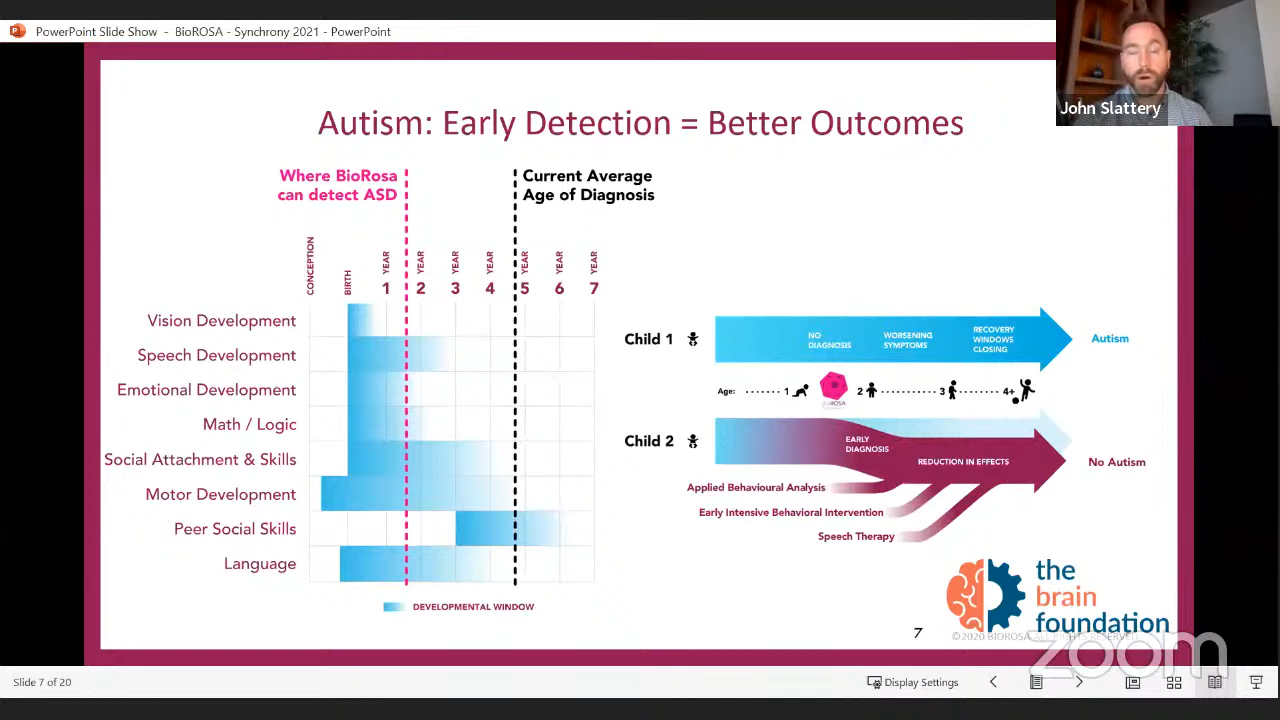 PowerPoint Slide Show - BioROSA - Synchrony 2021 - PowerPoint
John Slattery
Autism: Early Detection = Better Outcomes
Where BioRosa
can detect ASD
Current Average
Age of Diagnosis
CONCEPTION
BIRTH
YEAR 1
YEAR 2
YEAR 3
YEAR 4
YEAR 5
YEAR 6
YEAR 7
Vision Development
Speech Development
Emotional Development
Math / Logic
Social Attachment & Skills
Motor Development
Peer Social Skills
Language
DEVELOPMENTAL WINDOW
Child 1
NO
DIAGNOSIS
WORSENING
SYMPTOMS
RECOVERY
WINDOWS
CLOSING
Autism
Age: 1 2 3 4+
Child 2
EARLY
DIAGNOSIS
REDUCTION IN EFFECTS
No Autism
Applied Behavioural Analysis
Early Intensive Behavioral Intervention
Speech Therapy
the
brain
foundation
7
©2020 BIOROSA ALL RIGHTS RESERVED
zoom
Slide 7 of 20
Display Settings